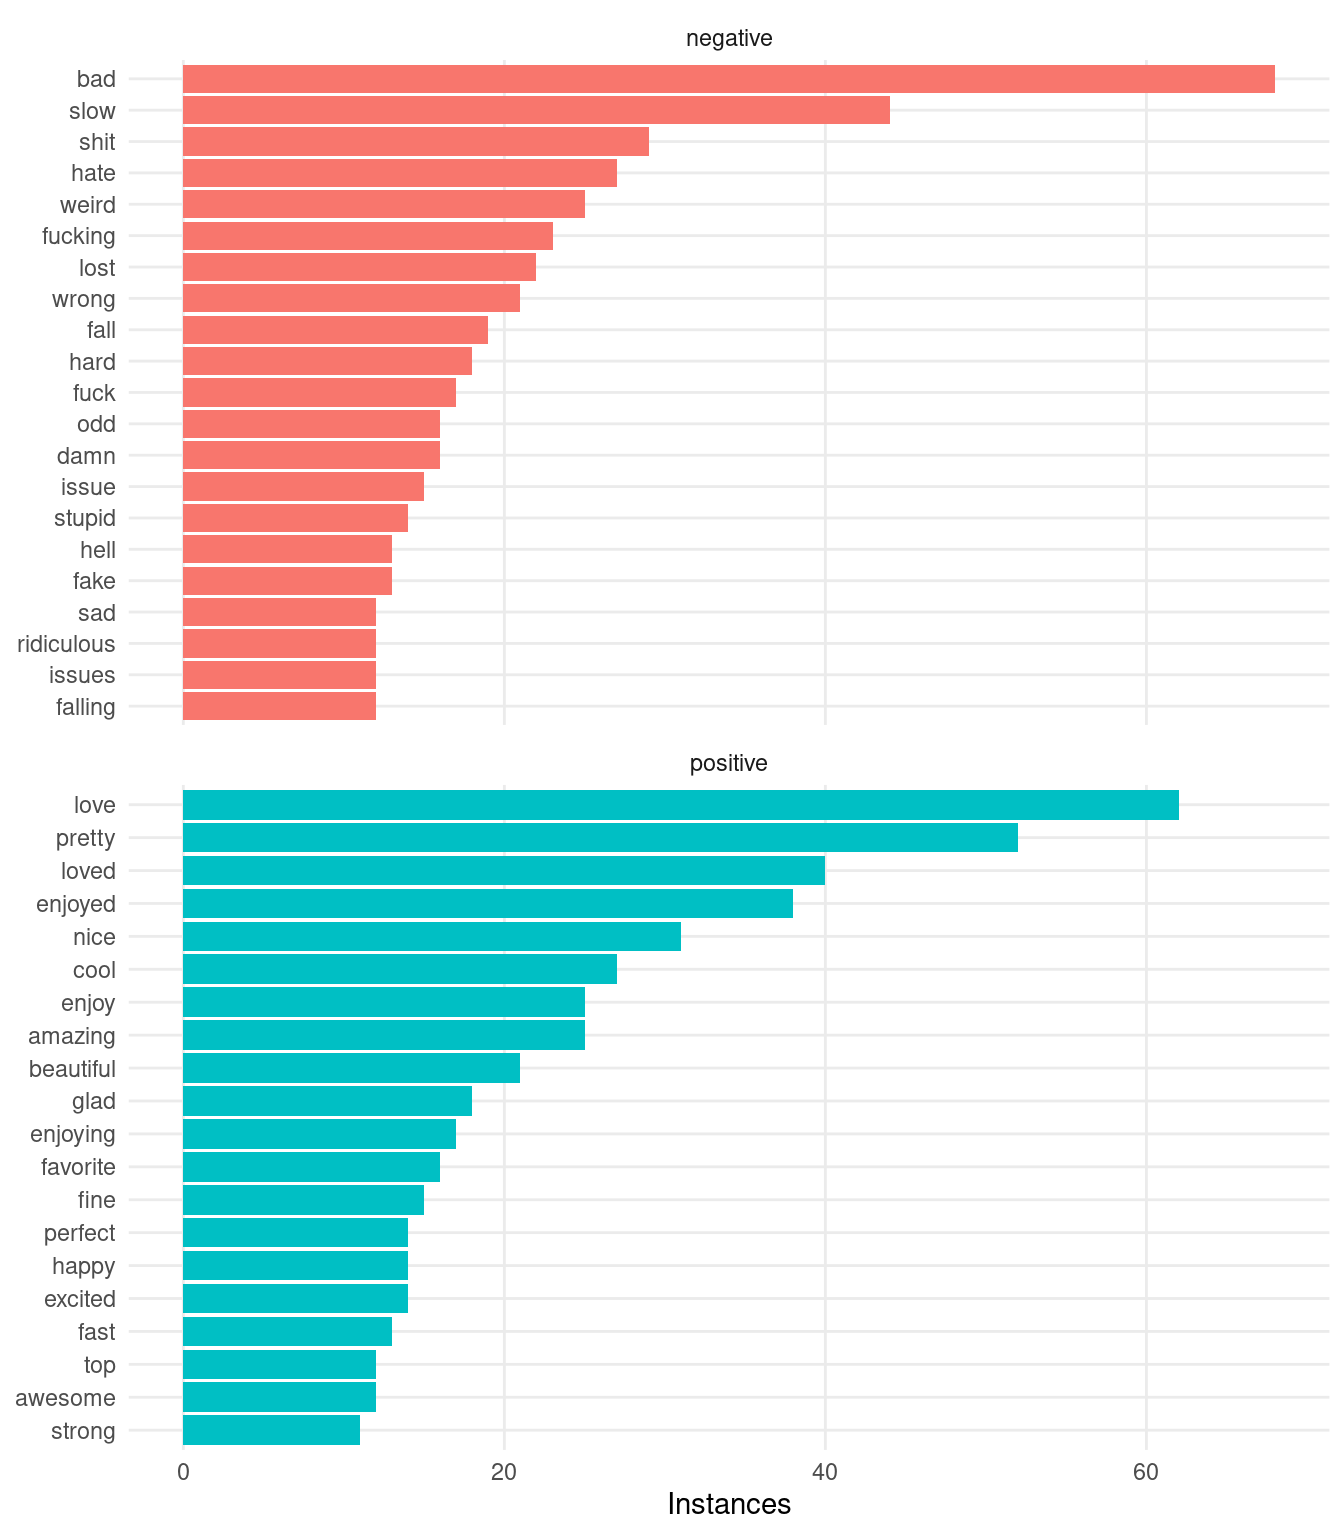 negative
bad
slow
shit
hate
weird
fucking
lost
wrong
fall
hard
fuck
odd
damn
issue
stupid
hell
fake
sad
ridiculous
issues
falling
positive
love
pretty
loved
enjoyed
nice
cool
enjoy
amazing
beautiful
glad
enjoying
favorite
fine
perfect
happy
excited
fast
top
awesome
strong
0 20 40 60
Instances